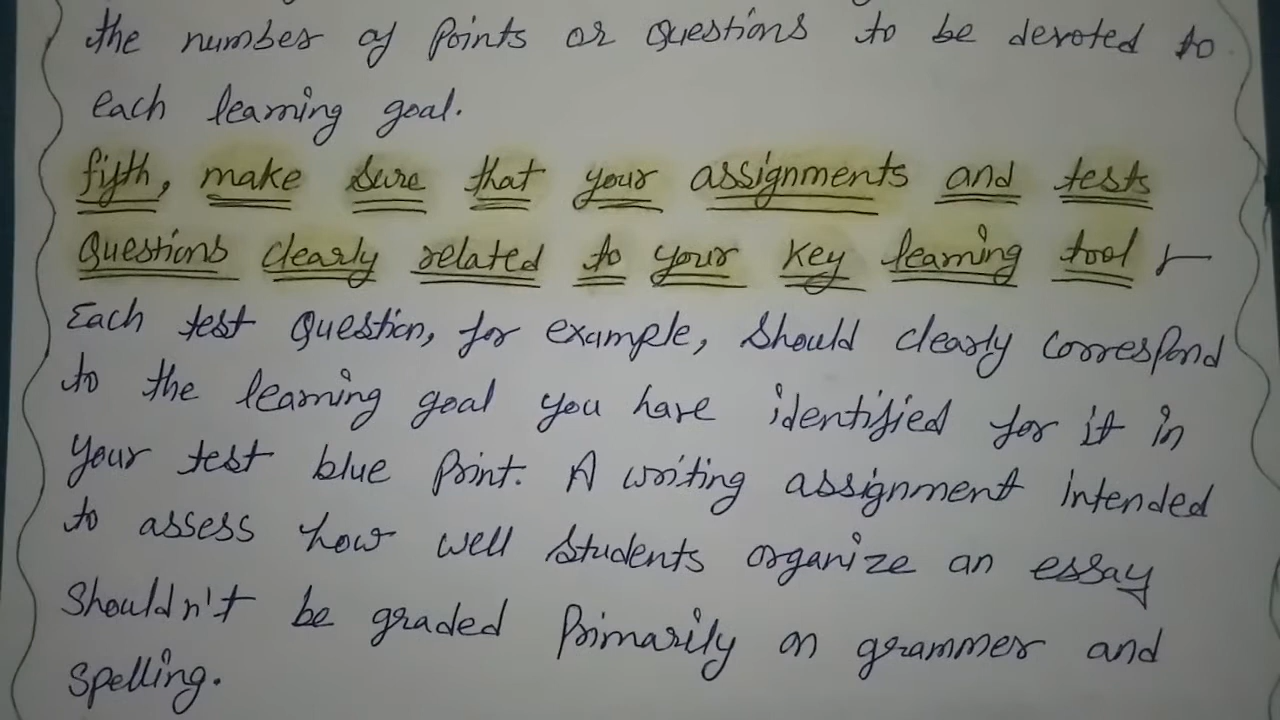 the number of points or questions to be devoted to
each learning goal.
fifth, make sure that your assignments and tests
Questions clearly related to your key learning tool :-
Each test Question, for example, should clearly correspond
to the learning goal you have identified for it in
your test blue print. A writing assignment intended
to assess how well students organize an essay
shouldn't be graded primarily on grammer and
spelling.